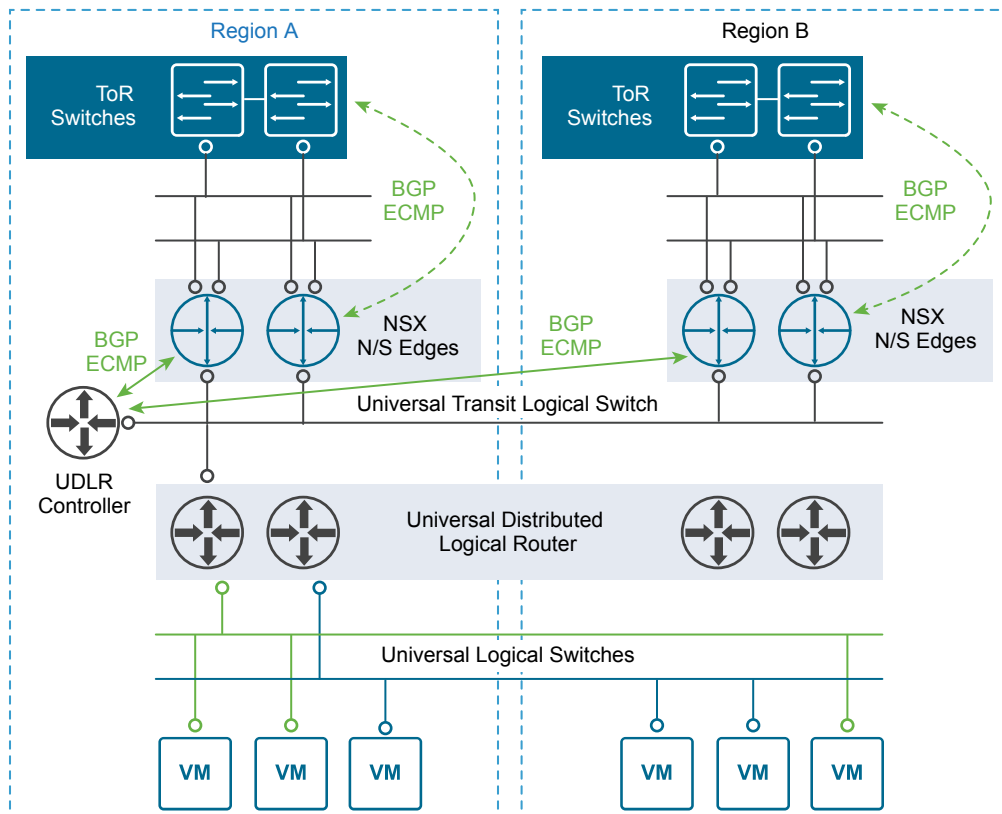 Region A
Region B
ToR
Switches
ToR
Switches
BGP
ECMP
BGP
ECMP
NSX
N/S Edges
NSX
N/S Edges
BGP
ECMP
BGP
ECMP
Universal Transit Logical Switch
UDLR
Controller
Universal Distributed
Logical Router
Universal Logical Switches
VM
VM
VM
VM
VM
VM